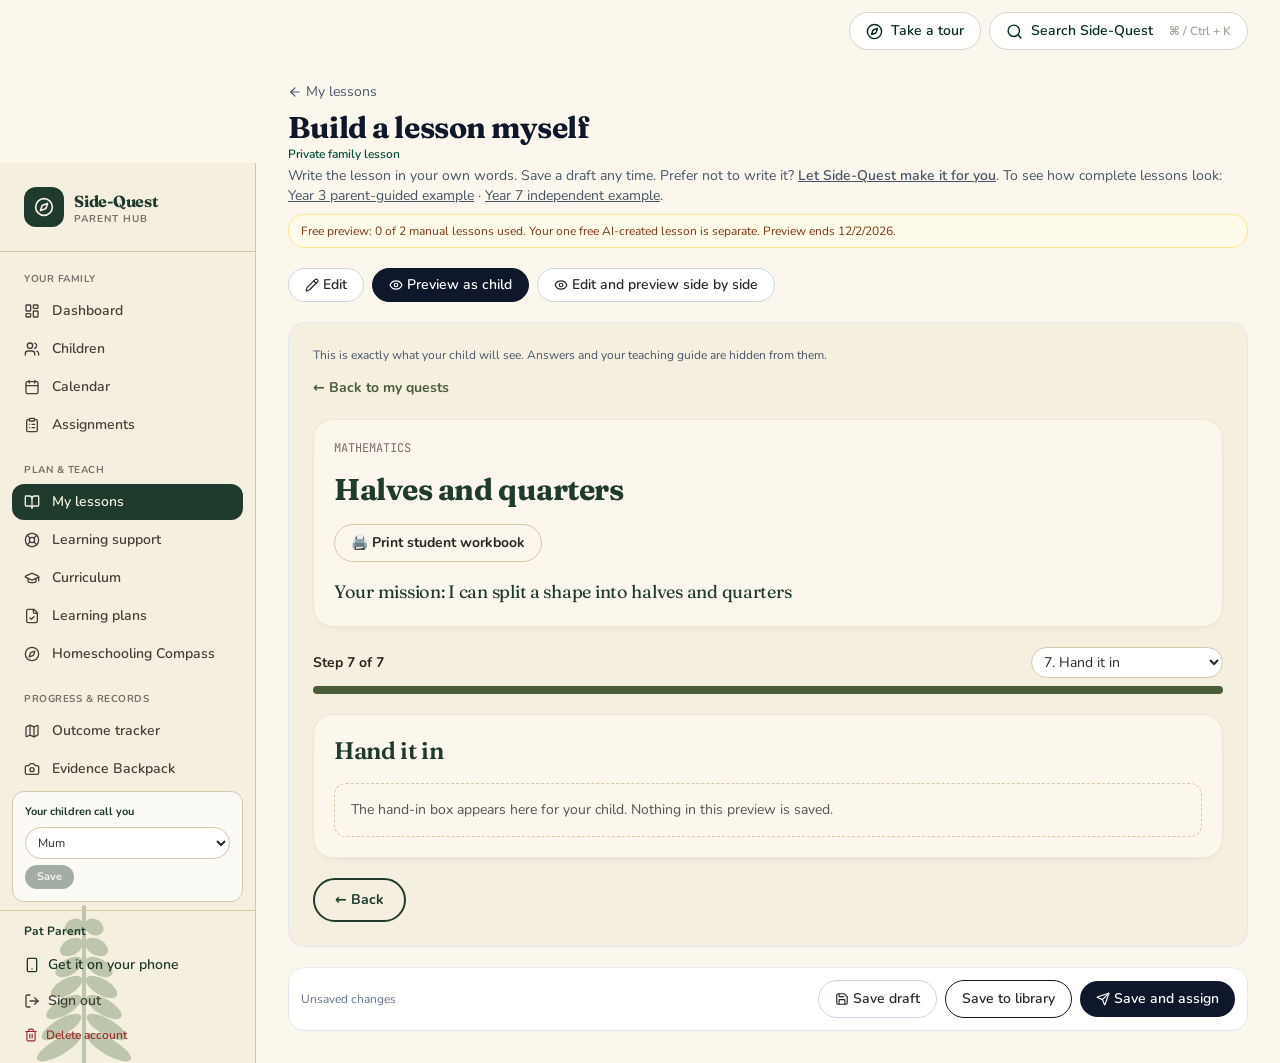 Take a tour
Search Side-Quest ⌘ / Ctrl + K
← My lessons
Build a lesson myself
Private family lesson
Write the lesson in your own words. Save a draft any time. Prefer not to write it? Let Side-Quest make it for you. To see how complete lessons look:
Year 3 parent-guided example · Year 7 independent example.
Free preview: 0 of 2 manual lessons used. Your one free AI-created lesson is separate. Preview ends 12/2/2026.
Edit
Preview as child
Edit and preview side by side
Side-Quest
PARENT HUB
YOUR FAMILY
Dashboard
Children
Calendar
Assignments
PLAN & TEACH
My lessons
Learning support
Curriculum
Learning plans
Homeschooling Compass
PROGRESS & RECORDS
Outcome tracker
Evidence Backpack
Your children call you
Mum
Save
Pat Parent
Get it on your phone
Sign out
Delete account
This is exactly what your child will see. Answers and your teaching guide are hidden from them.
← Back to my quests
MATHEMATICS
Halves and quarters
Print student workbook
Your mission: I can split a shape into halves and quarters
Step 7 of 7
7. Hand it in
Hand it in
The hand-in box appears here for your child. Nothing in this preview is saved.
← Back
Unsaved changes
Save draft
Save to library
Save and assign